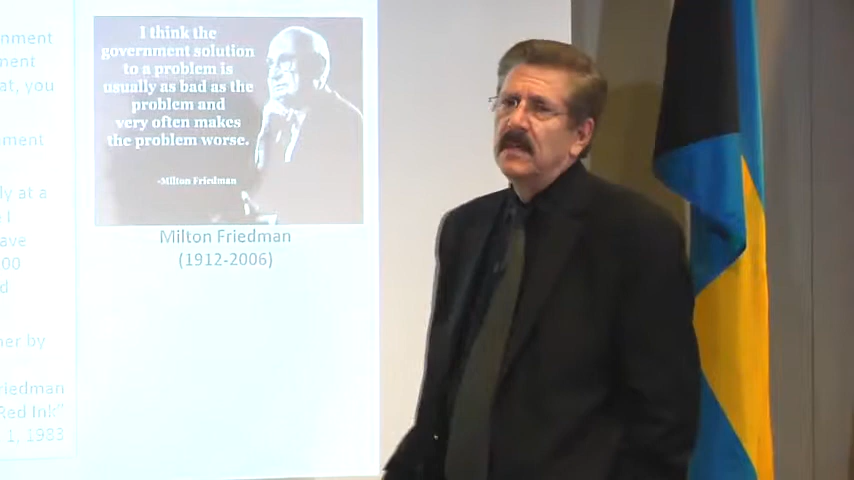 nment
nent
at, you
ment
ly at a
I
ave
00
d
ner by
riedman
Red Ink"
1, 1983
I think the
government solution
to a problem is
usually as bad as the
problem and
very often makes
the problem worse.
-Milton Friedman
Milton Friedman
(1912-2006)